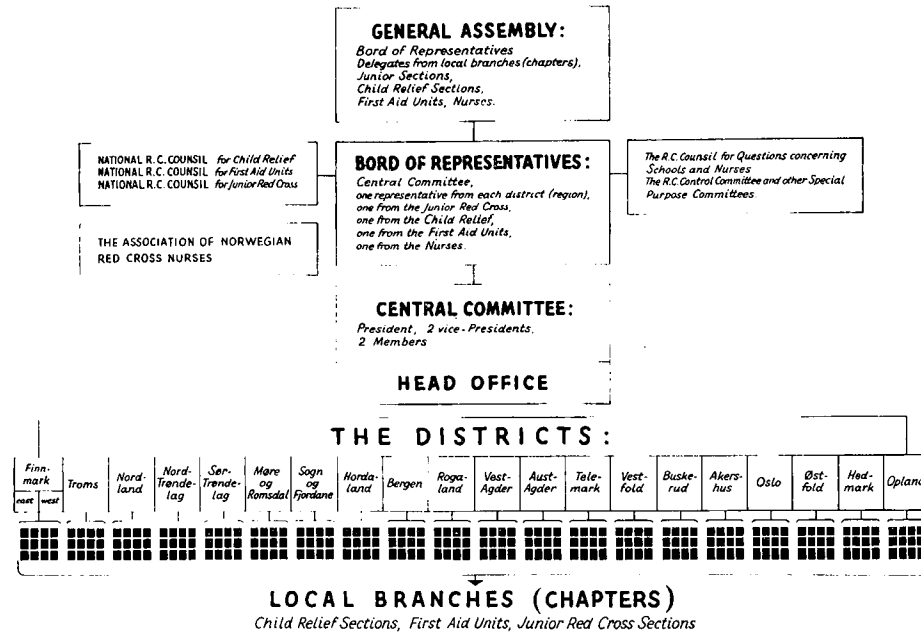 GENERAL ASSEMBLY:
Bord of Representatives
Delegates from local branches (chapters),
Junior Sections,
Child Relief Sections,
First Aid Units, Nurses.
NATIONAL R.C. COUNSIL for Child Relief
NATIONAL R.C. COUNSIL for First Aid Units
NATIONAL R.C. COUNSIL for Junior Red Cross
THE ASSOCIATION OF NORWEGIAN
RED CROSS NURSES
BORD OF REPRESENTATIVES:
Central Committee,
one representative from each district (region),
one from the Junior Red Cross,
one from the Child Relief,
one from the First Aid Units,
one from the Nurses.
The R.C. Counsil for Questions concerning
Schools and Nurses
The R.C. Control Committee and other Special
Purpose Committees
CENTRAL COMMITTEE:
President, 2 vice-Presidents,
2 Members
HEAD OFFICE
THE DISTRICTS:
Finn-
mark
east west
Troms
Nord-
land
Nord-
Trønde-
lag
Sør-
Trønde-
lag
Møre
og
Romsdal
Sogn
og
Fjordane
Horda-
land
Bergen
Roga-
land
Vest-
Agder
Aust-
Agder
Tele-
mark
Vest-
fold
Buske-
rud
Akers-
hus
Oslo
Øst-
fold
Hed-
mark
Opland
LOCAL BRANCHES (CHAPTERS)
Child Relief Sections, First Aid Units, Junior Red Cross Sections